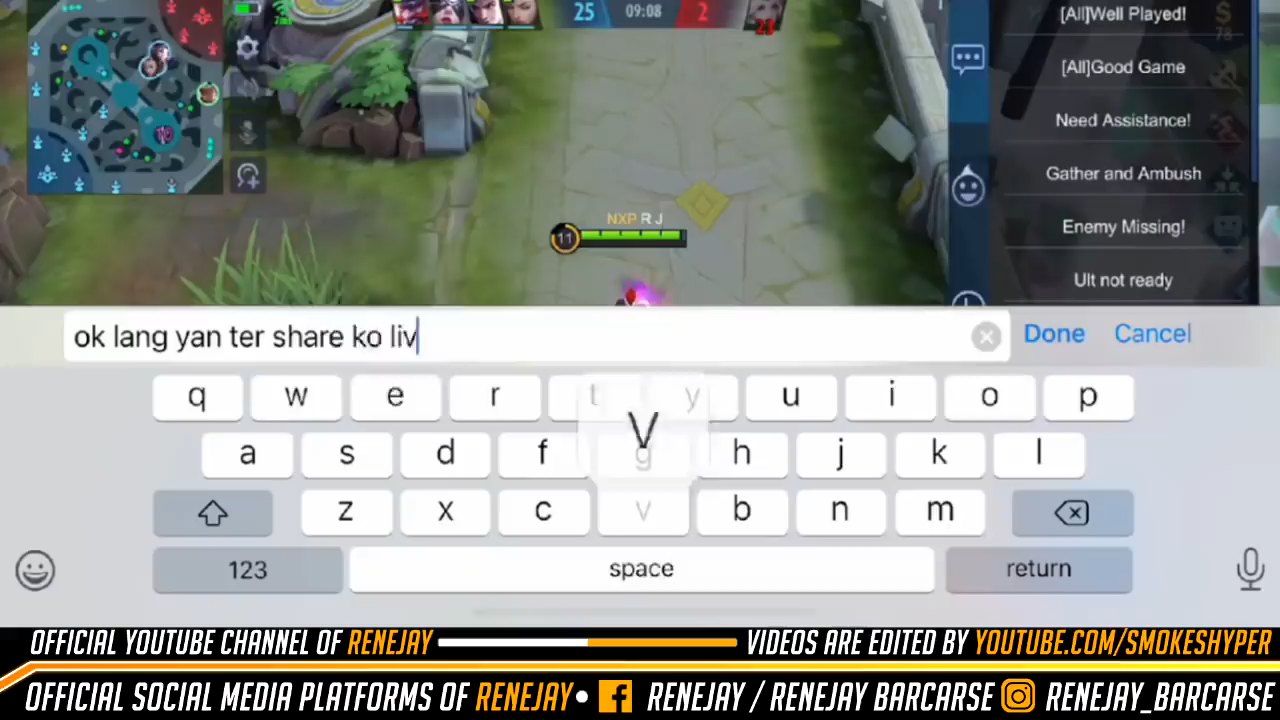 25 09:08 2
21
[All]Well Played!
78
[All]Good Game
Need Assistance!
Gather and Ambush
Enemy Missing!
Ult not ready
NXP R J
11
ok lang yan ter share ko liv
Done Cancel
q w e r t y u i o p
V
a s d f g h j k l
z x c v b n m
123 space return
OFFICIAL YOUTUBE CHANNEL OF RENEJAY VIDEOS ARE EDITED BY YOUTUBE.COM/SMOKESHYPER
OFFICIAL SOCIAL MEDIA PLATFORMS OF RENEJAY • RENEJAY / RENEJAY BARCARSE RENEJAY_BARCARSE